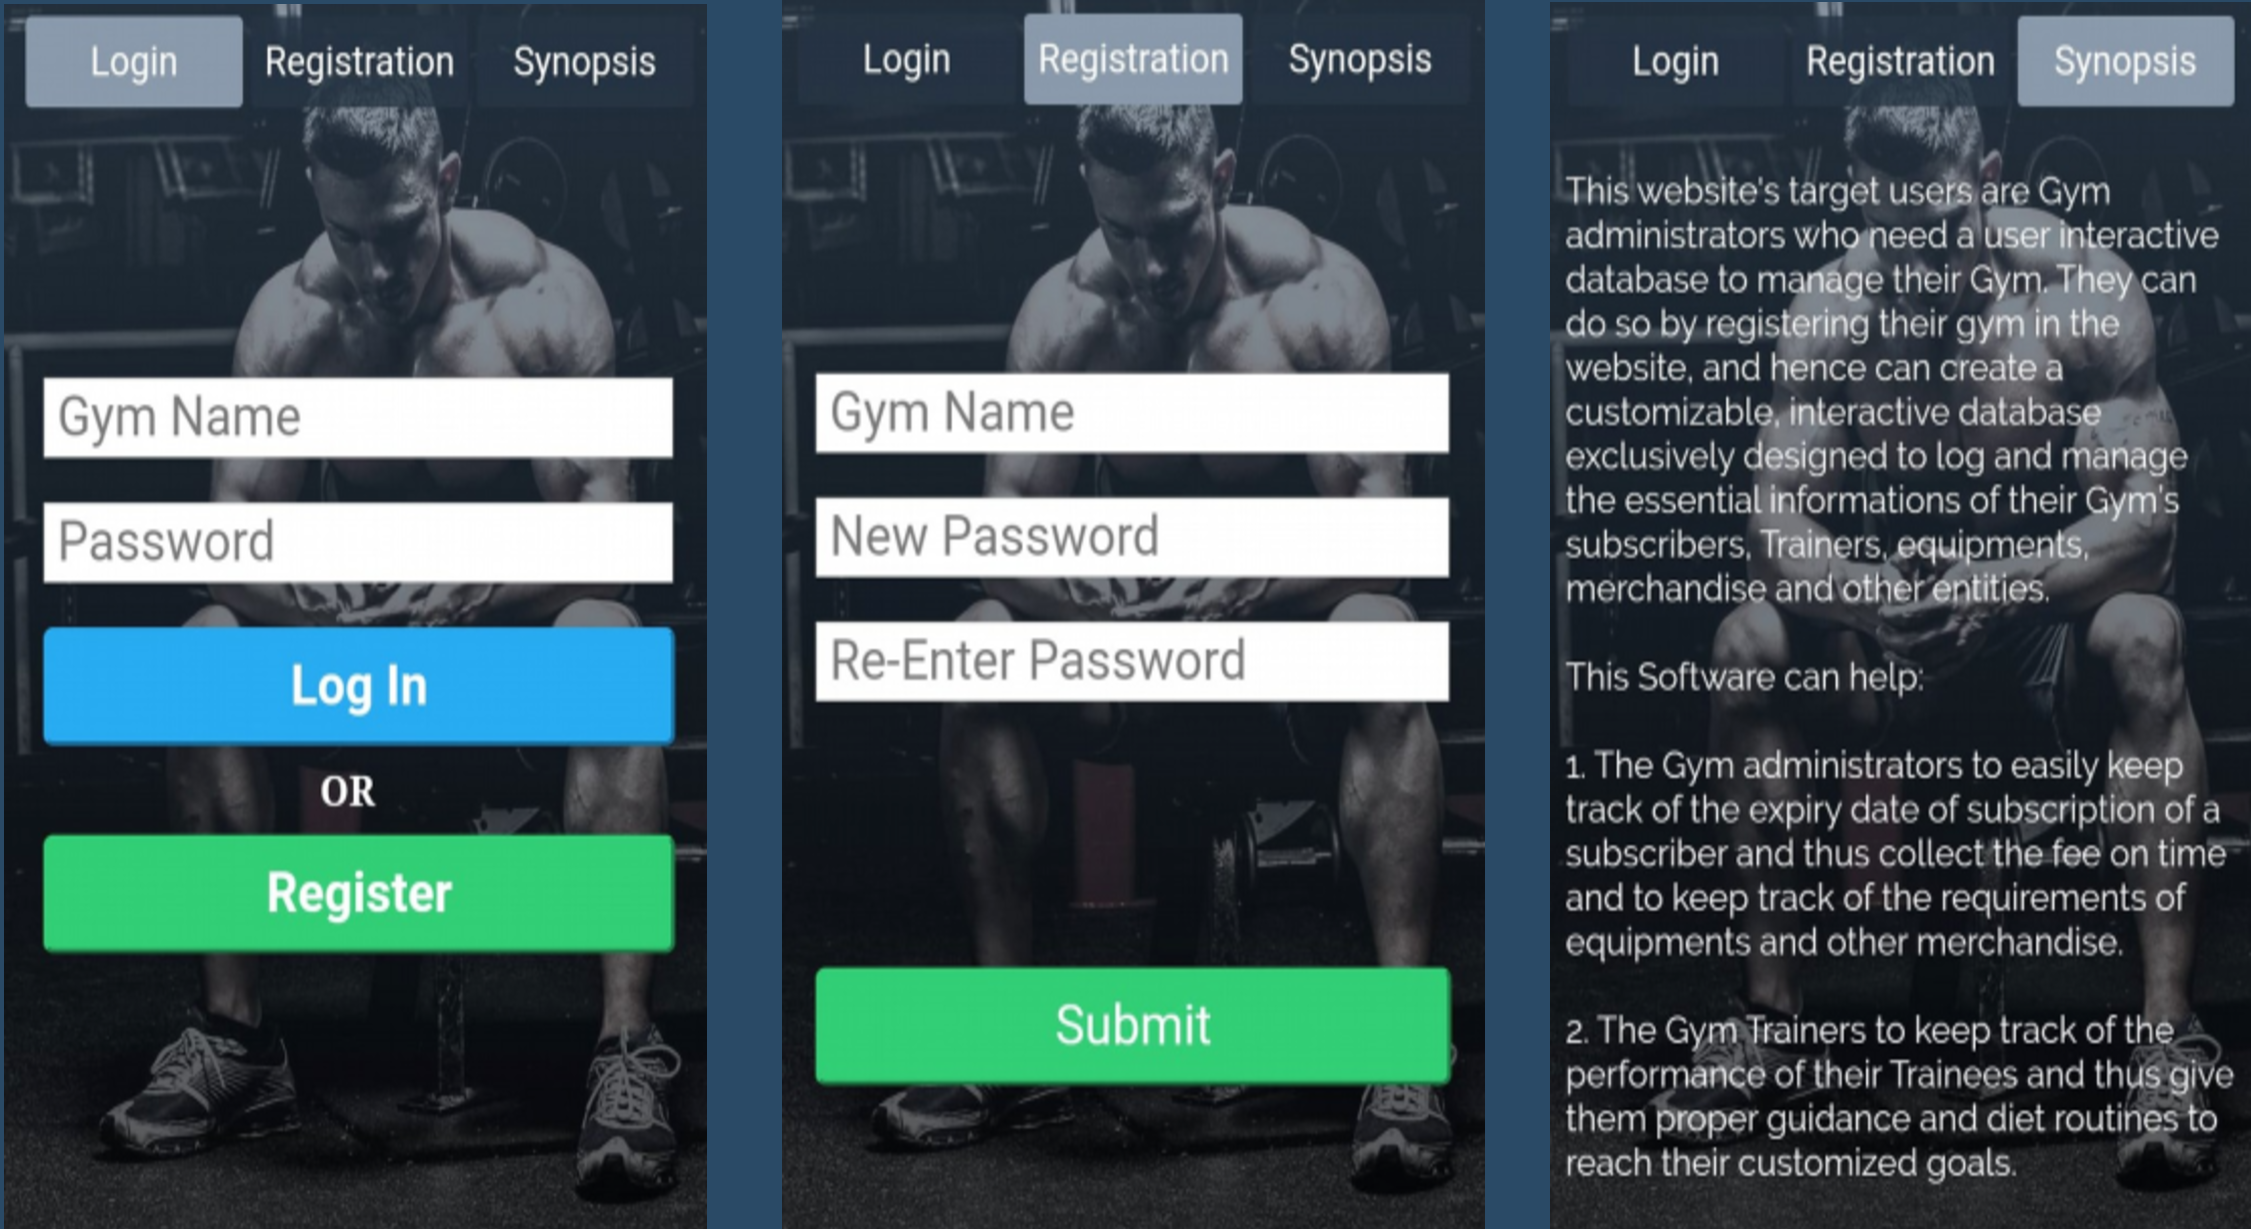 Login Registration Synopsis
Gym Name
Password
Log In
OR
Register
Login Registration Synopsis
Gym Name
New Password
Re-Enter Password
Submit
Login Registration Synopsis
This website's target users are Gym
administrators who need a user interactive
database to manage their Gym. They can
do so by registering their gym in the
website, and hence can create a
customizable, interactive database
exclusively designed to log and manage
the essential informations of their Gym's
subscribers, Trainers, equipments,
merchandise and other entities.
This Software can help:
1. The Gym administrators to easily keep
track of the expiry date of subscription of a
subscriber and thus collect the fee on time
and to keep track of the requirements of
equipments and other merchandise.
2. The Gym Trainers to keep track of the
performance of their Trainees and thus give
them proper guidance and diet routines to
reach their customized goals.